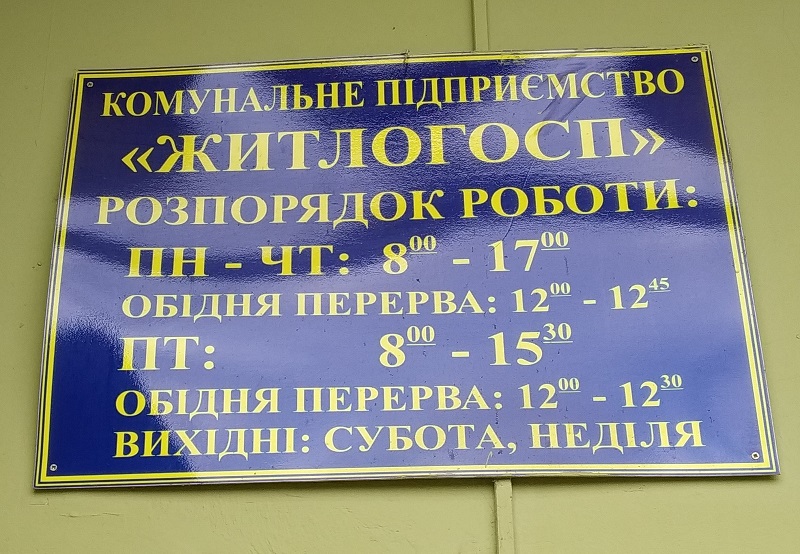 КОМУНАЛЬНЕ ПІДПРИЄМСТВО
«ЖИТЛОГОСП»
РОЗПОРЯДОК РОБОТИ:
ПН - ЧТ: 8⁰⁰ - 17⁰⁰
ОБІДНЯ ПЕРЕРВА: 12⁰⁰ - 12⁴⁵
ПТ: 8⁰⁰ - 15³⁰
ОБІДНЯ ПЕРЕРВА: 12⁰⁰ - 12³⁰
ВИХІДНІ: СУБОТА, НЕДІЛЯ